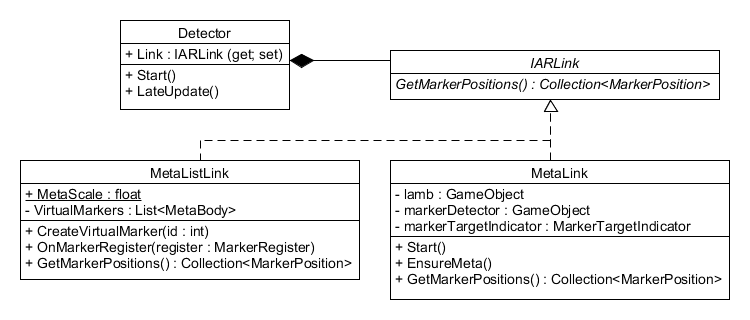 Detector
+ Link : IARLink (get; set)
+ Start()
+ LateUpdate()
IARLink
GetMarkerPositions() : Collection<MarkerPosition>
MetaListLink
+ MetaScale : float
- VirtualMarkers : List<MetaBody>
+ CreateVirtualMarker(id : int)
+ OnMarkerRegister(register : MarkerRegister)
+ GetMarkerPositions() : Collection<MarkerPosition>
MetaLink
- lamb : GameObject
- markerDetector : GameObject
- markerTargetIndicator : MarkerTargetIndicator
+ Start()
+ EnsureMeta()
+ GetMarkerPositions() : Collection<MarkerPosition>